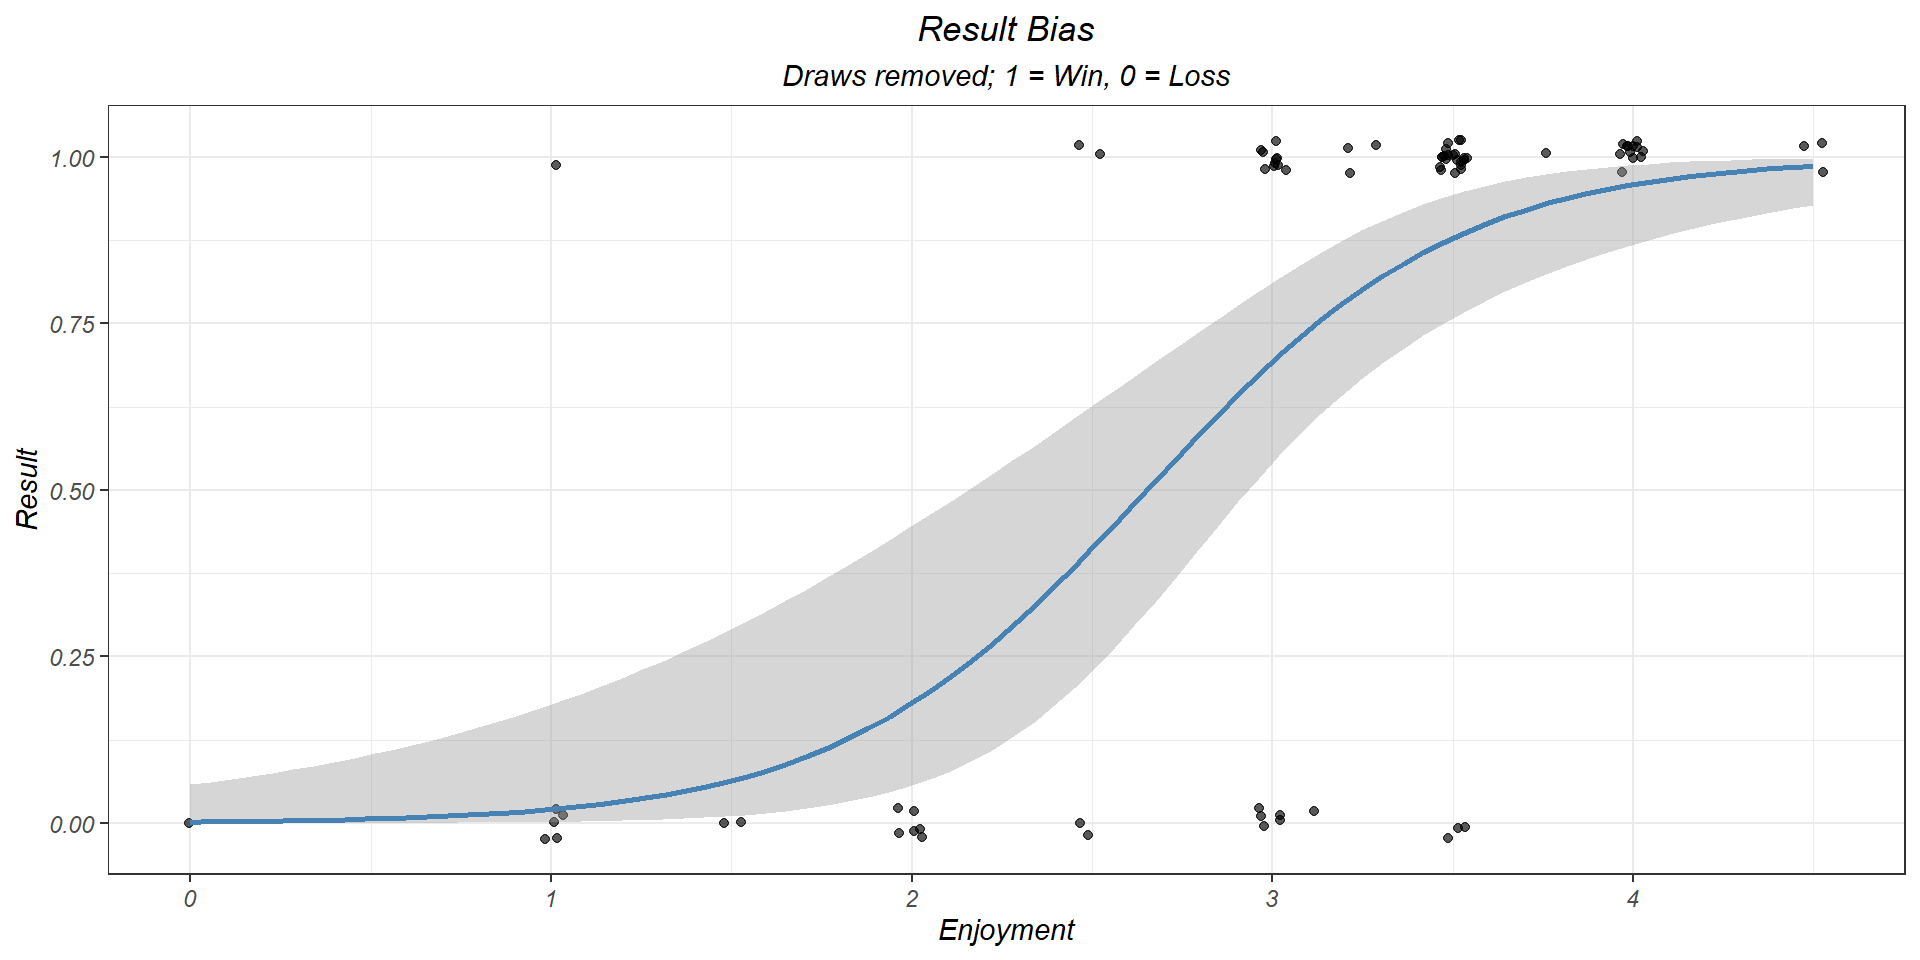 Result Bias
Draws removed; 1 = Win, 0 = Loss
1.00
0.75
0.50
0.25
0.00
Result
0 1 2 3 4
Enjoyment